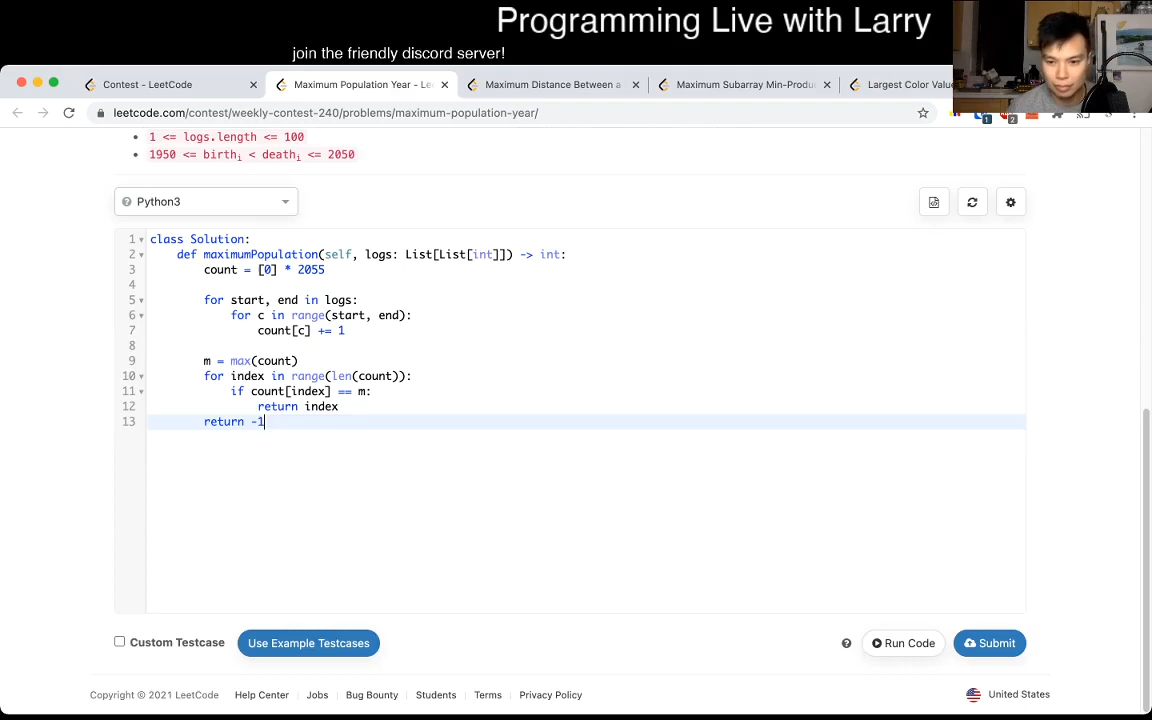 Programming Live with Larry
join the friendly discord server!
Contest - LeetCode
Maximum Population Year - Le
Maximum Distance Between a
Maximum Subarray Min-Produ
Largest Color Valu
leetcode.com/contest/weekly-contest-240/problems/maximum-population-year/
1 <= logs.length <= 100
1950 <= birthi < deathi <= 2050
Python3
1 class Solution:
2 def maximumPopulation(self, logs: List[List[int]]) -> int:
3 count = [0] * 2055
4
5 for start, end in logs:
6 for c in range(start, end):
7 count[c] += 1
8
9 m = max(count)
10 for index in range(len(count)):
11 if count[index] == m:
12 return index
13 return -1
Custom Testcase
Use Example Testcases
Run Code
Submit
Copyright © 2021 LeetCode
Help Center
Jobs
Bug Bounty
Students
Terms
Privacy Policy
United States